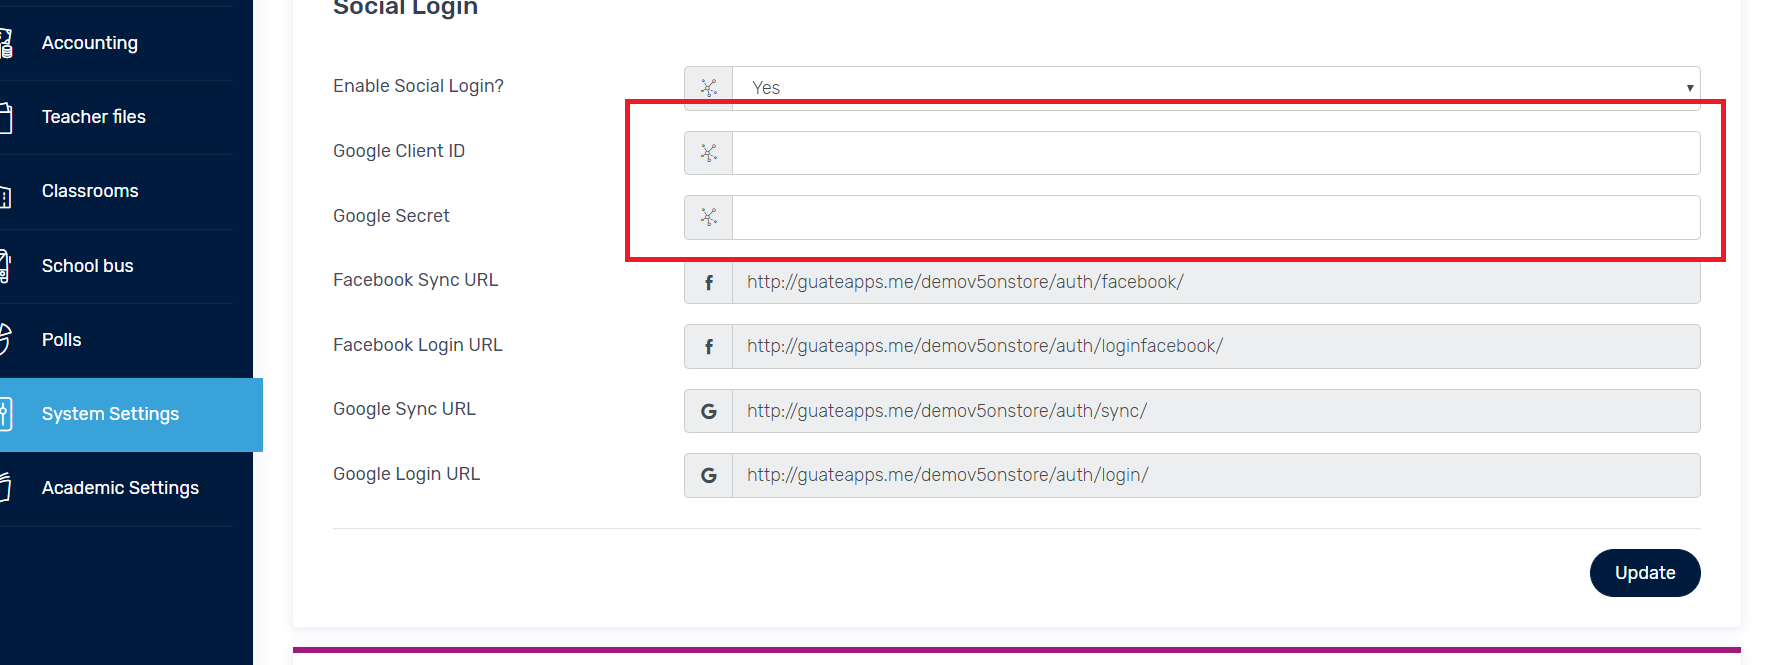 Social Login
Accounting
Teacher files
Classrooms
School bus
Polls
System Settings
Academic Settings
Enable Social Login?
Yes
Google Client ID
Google Secret
Facebook Sync URL
http://guateapps.me/demov5onstore/auth/facebook/
Facebook Login URL
http://guateapps.me/demov5onstore/auth/loginfacebook/
Google Sync URL
http://guateapps.me/demov5onstore/auth/sync/
Google Login URL
http://guateapps.me/demov5onstore/auth/login/
Update